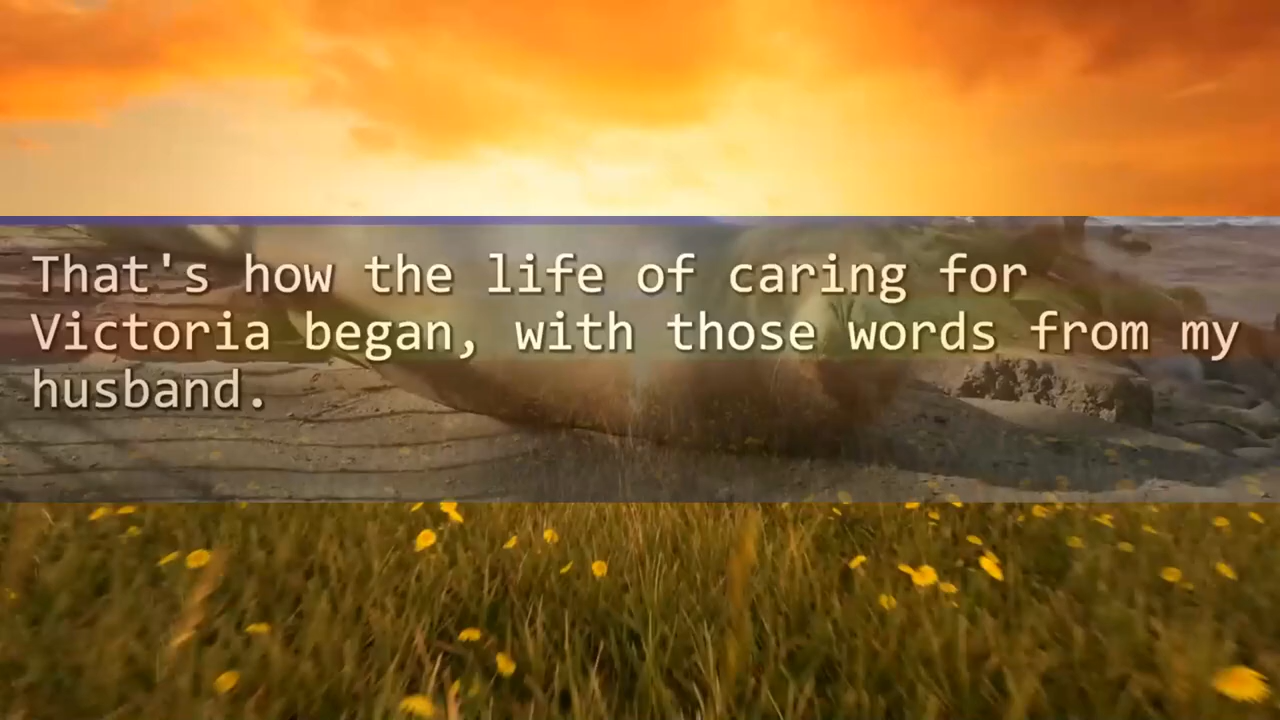 That's how the life of caring for
Victoria began, with those words from my
husband.